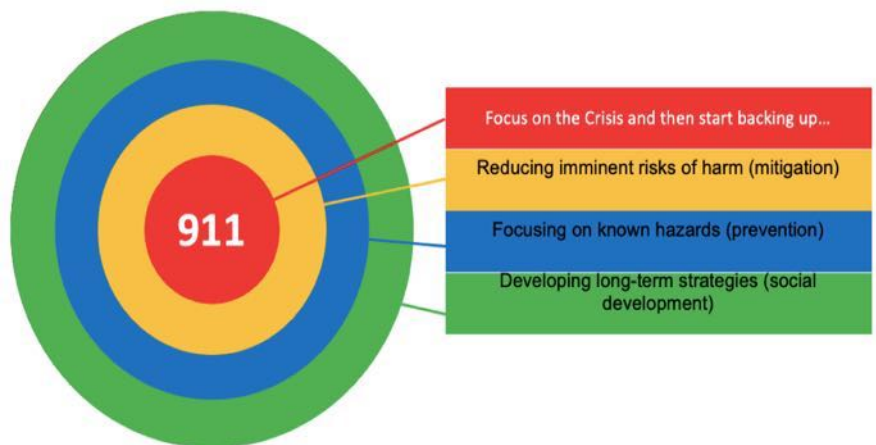 911
Focus on the Crisis and then start backing up...
Reducing imminent risks of harm (mitigation)
Focusing on known hazards (prevention)
Developing long-term strategies (social
development)